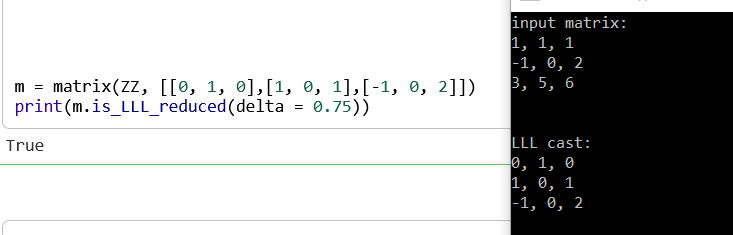 m = matrix(ZZ, [[0, 1, 0],[1, 0, 1],[-1, 0, 2]])
print(m.is_LLL_reduced(delta = 0.75))
True
input matrix:
1, 1, 1
-1, 0, 2
3, 5, 6
LLL cast:
0, 1, 0
1, 0, 1
-1, 0, 2